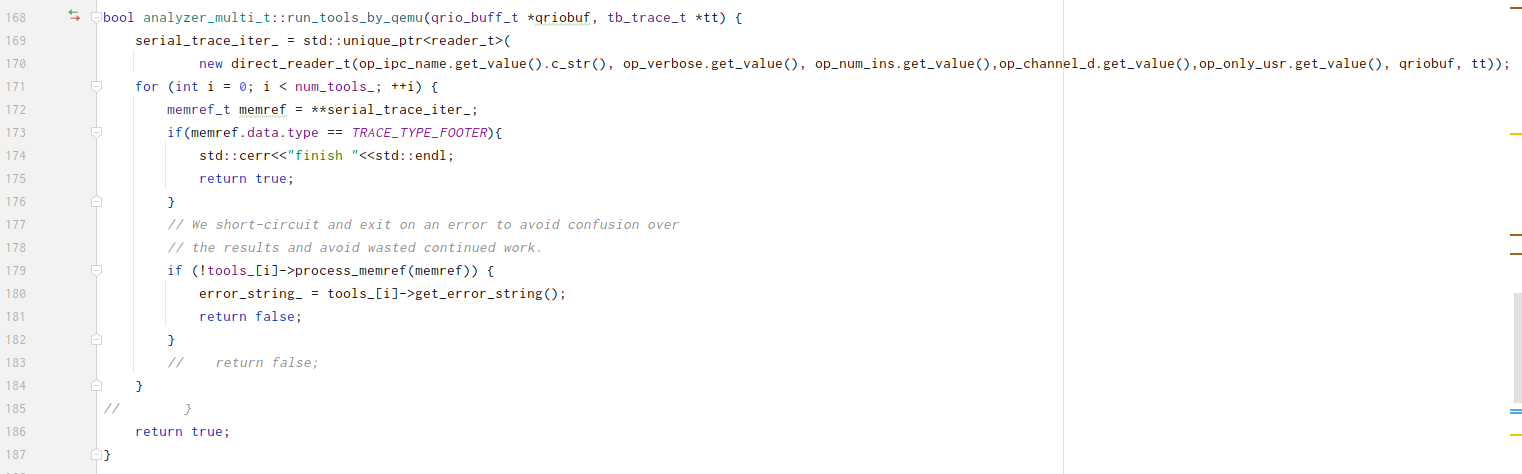 168 bool analyzer_multi_t::run_tools_by_qemu(qrio_buff_t *qriobuf, tb_trace_t *tt) {
169     serial_trace_iter_ = std::unique_ptr<reader_t>(
170             new direct_reader_t(op_ipc_name.get_value().c_str(), op_verbose.get_value(), op_num_ins.get_value(),op_channel_d.get_value(),op_only_usr.get_value(), qriobuf, tt));
171     for (int i = 0; i < num_tools_; ++i) {
172         memref_t memref = **serial_trace_iter_;
173         if(memref.data.type == TRACE_TYPE_FOOTER){
174             std::cerr<<"finish "<<std::endl;
175             return true;
176         }
177         // We short-circuit and exit on an error to avoid confusion over
178         // the results and avoid wasted continued work.
179         if (!tools_[i]->process_memref(memref)) {
180             error_string_ = tools_[i]->get_error_string();
181             return false;
182         }
183         //    return false;
184     }
185 //        }
186     return true;
187 }